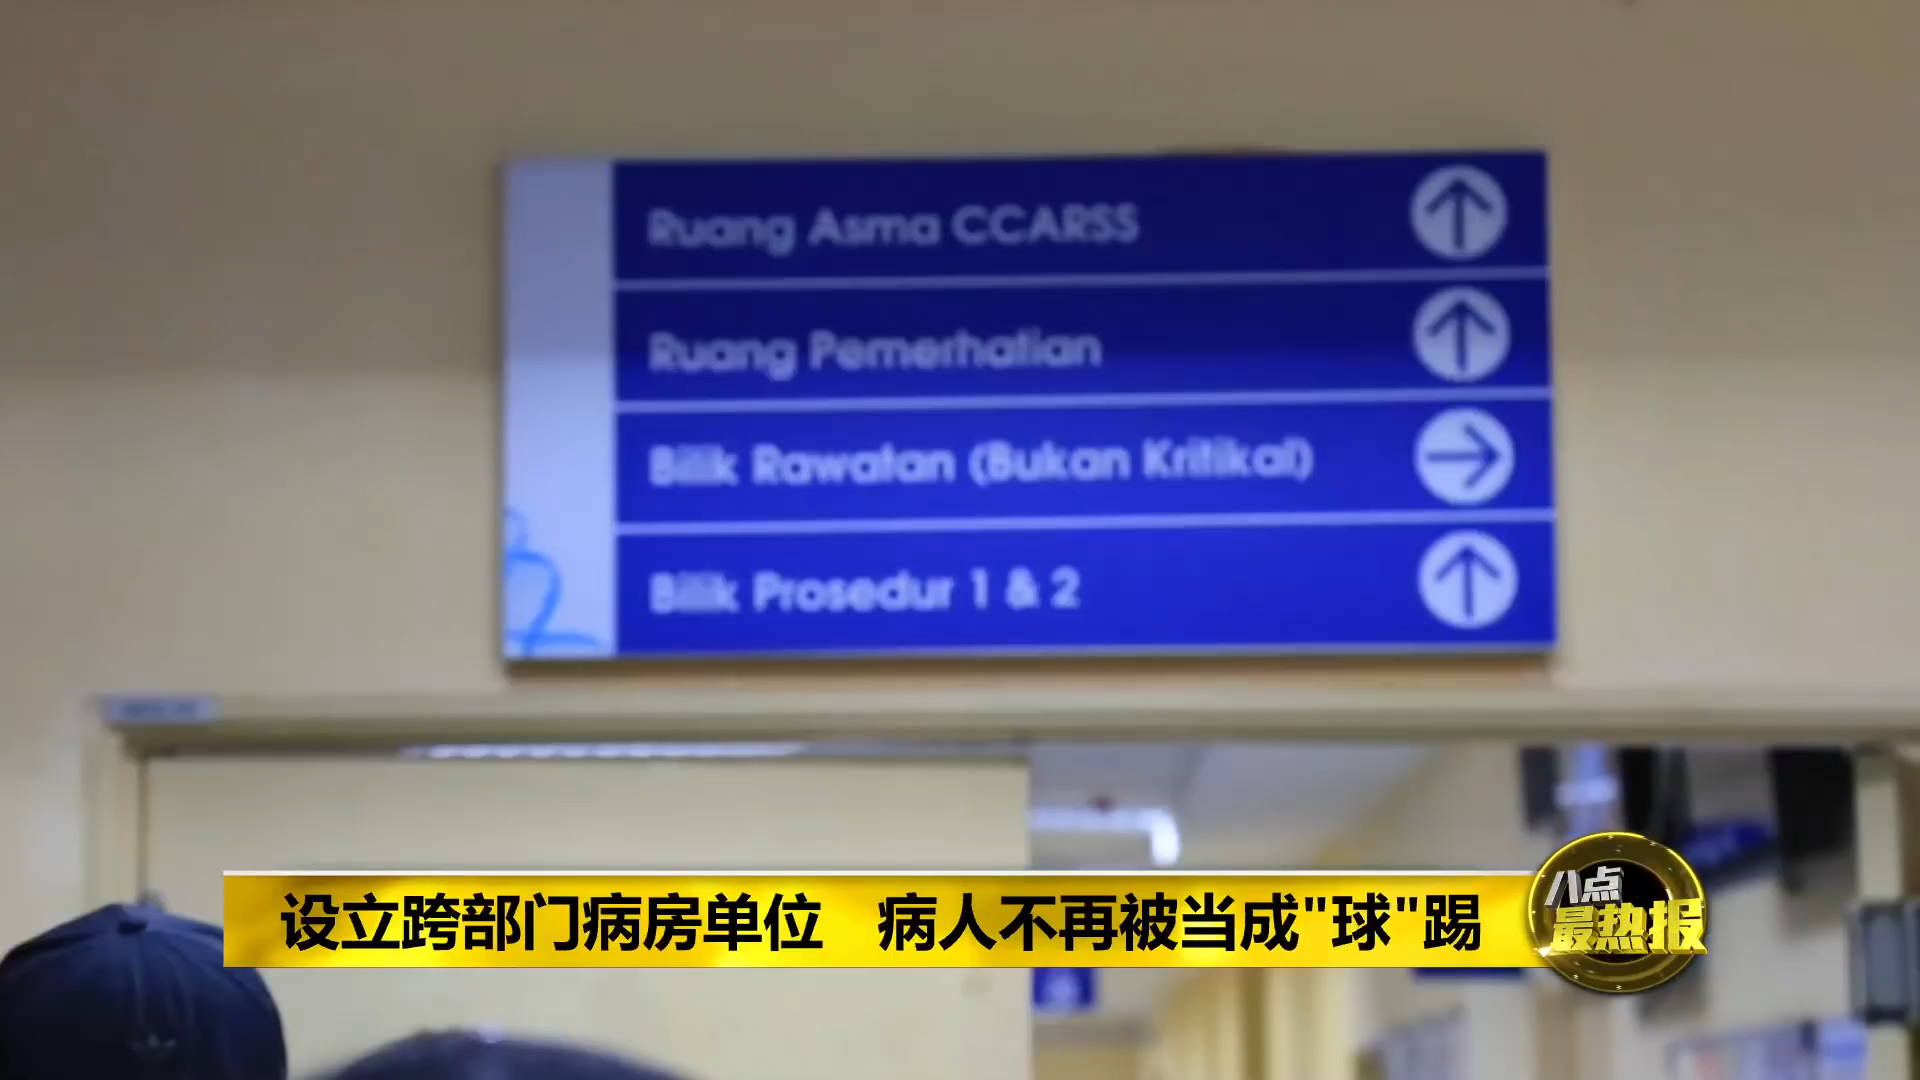 Ruang Asma CCARSS
Ruang Pemerhatian
Bilik Rawatan (Bukan Kritikal)
Bilik Prosedur 1 & 2
设立跨部门病房单位 病人不再被当成"球"踢
八点
最热报